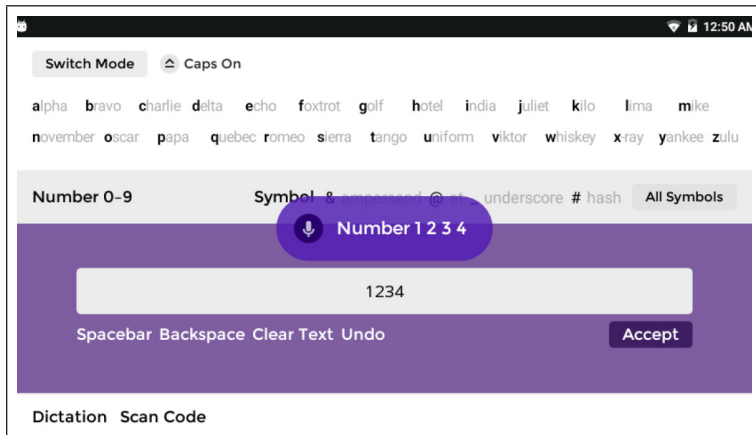 12:50 AM
Switch Mode Caps On
alpha bravo charlie delta echo foxtrot golf hotel india juliet kilo lima mike
november oscar papa quebec romeo sierra tango uniform viktor whiskey x-ray yankee zulu
Number 0-9 Symbol & ampersand @ at _ underscore # hash All Symbols
Number 1 2 3 4
1234
Spacebar Backspace Clear Text Undo Accept
Dictation Scan Code